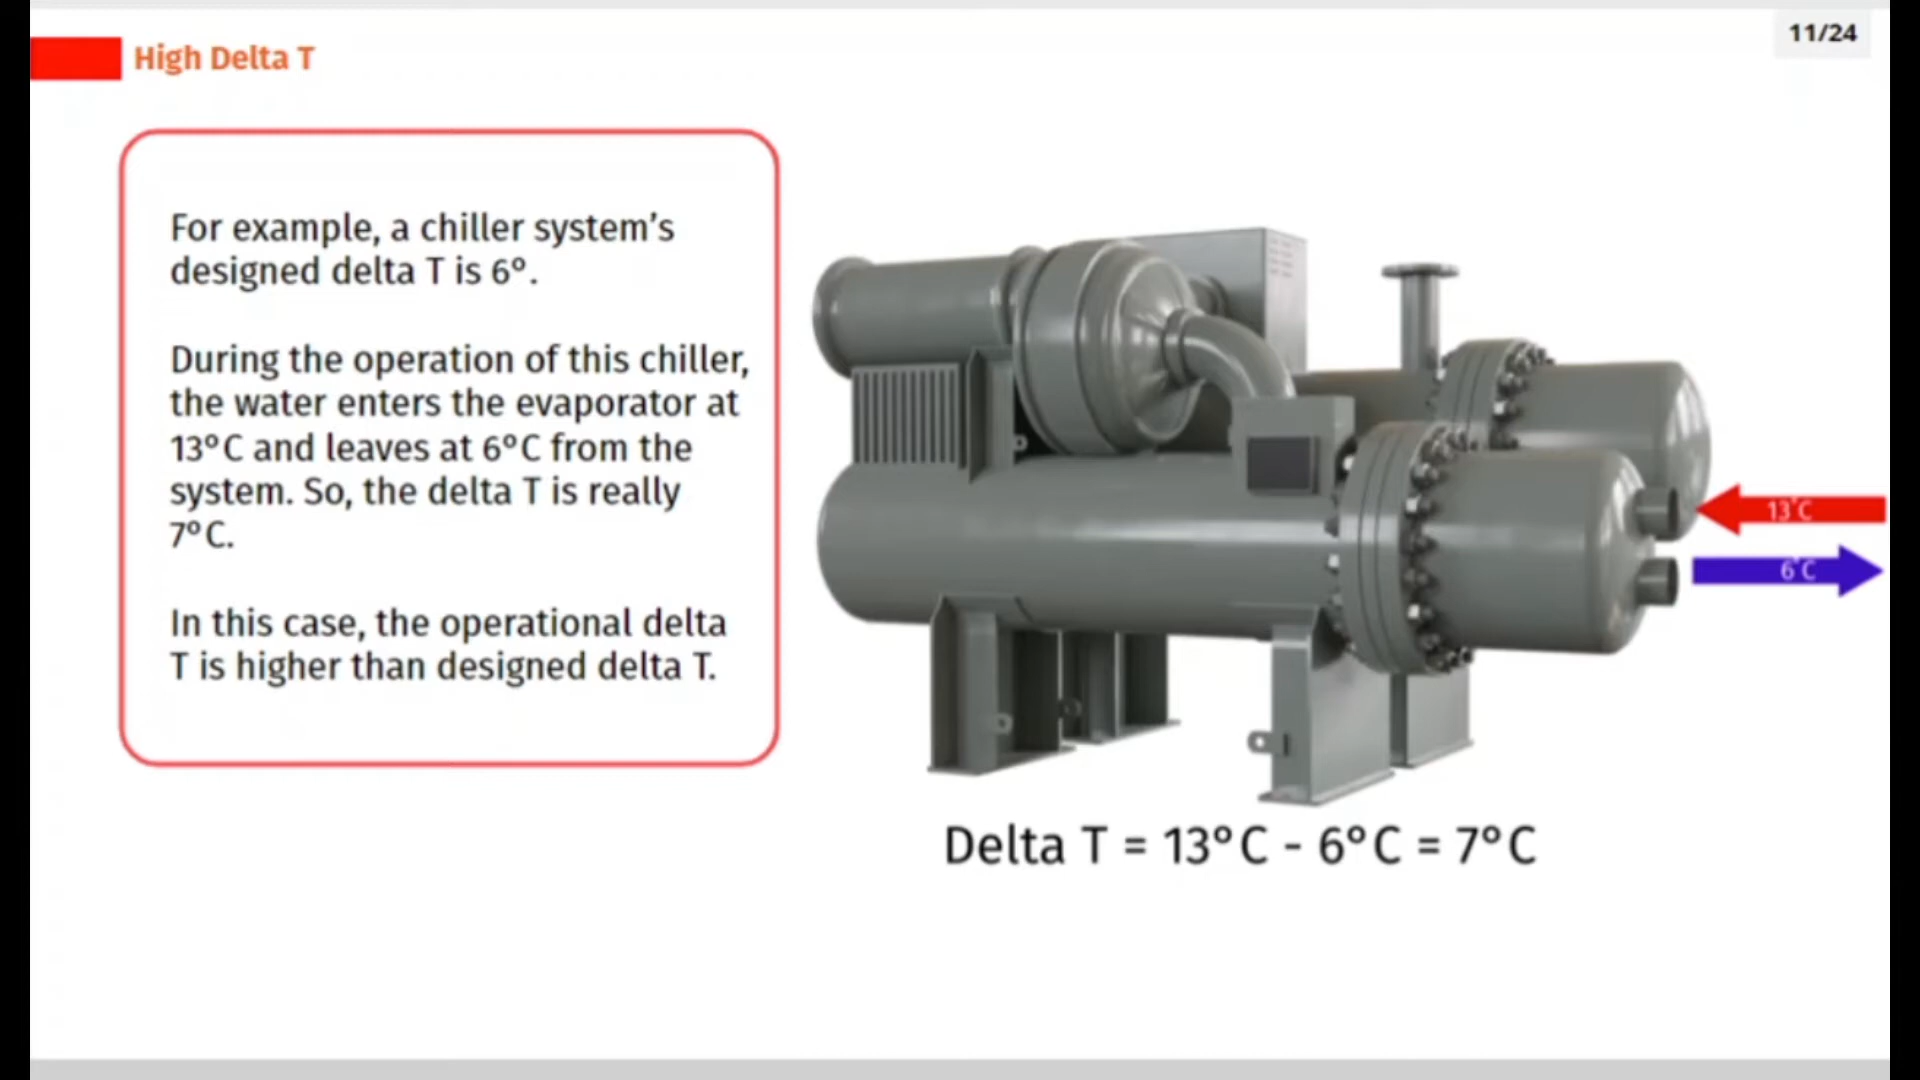 11/24
High Delta T
For example, a chiller system’s
designed delta T is 6°.
During the operation of this chiller,
the water enters the evaporator at
13°C and leaves at 6°C from the
system. So, the delta T is really
7°C.
In this case, the operational delta
T is higher than designed delta T.
13°C
6°C
Delta T = 13°C - 6°C = 7°C